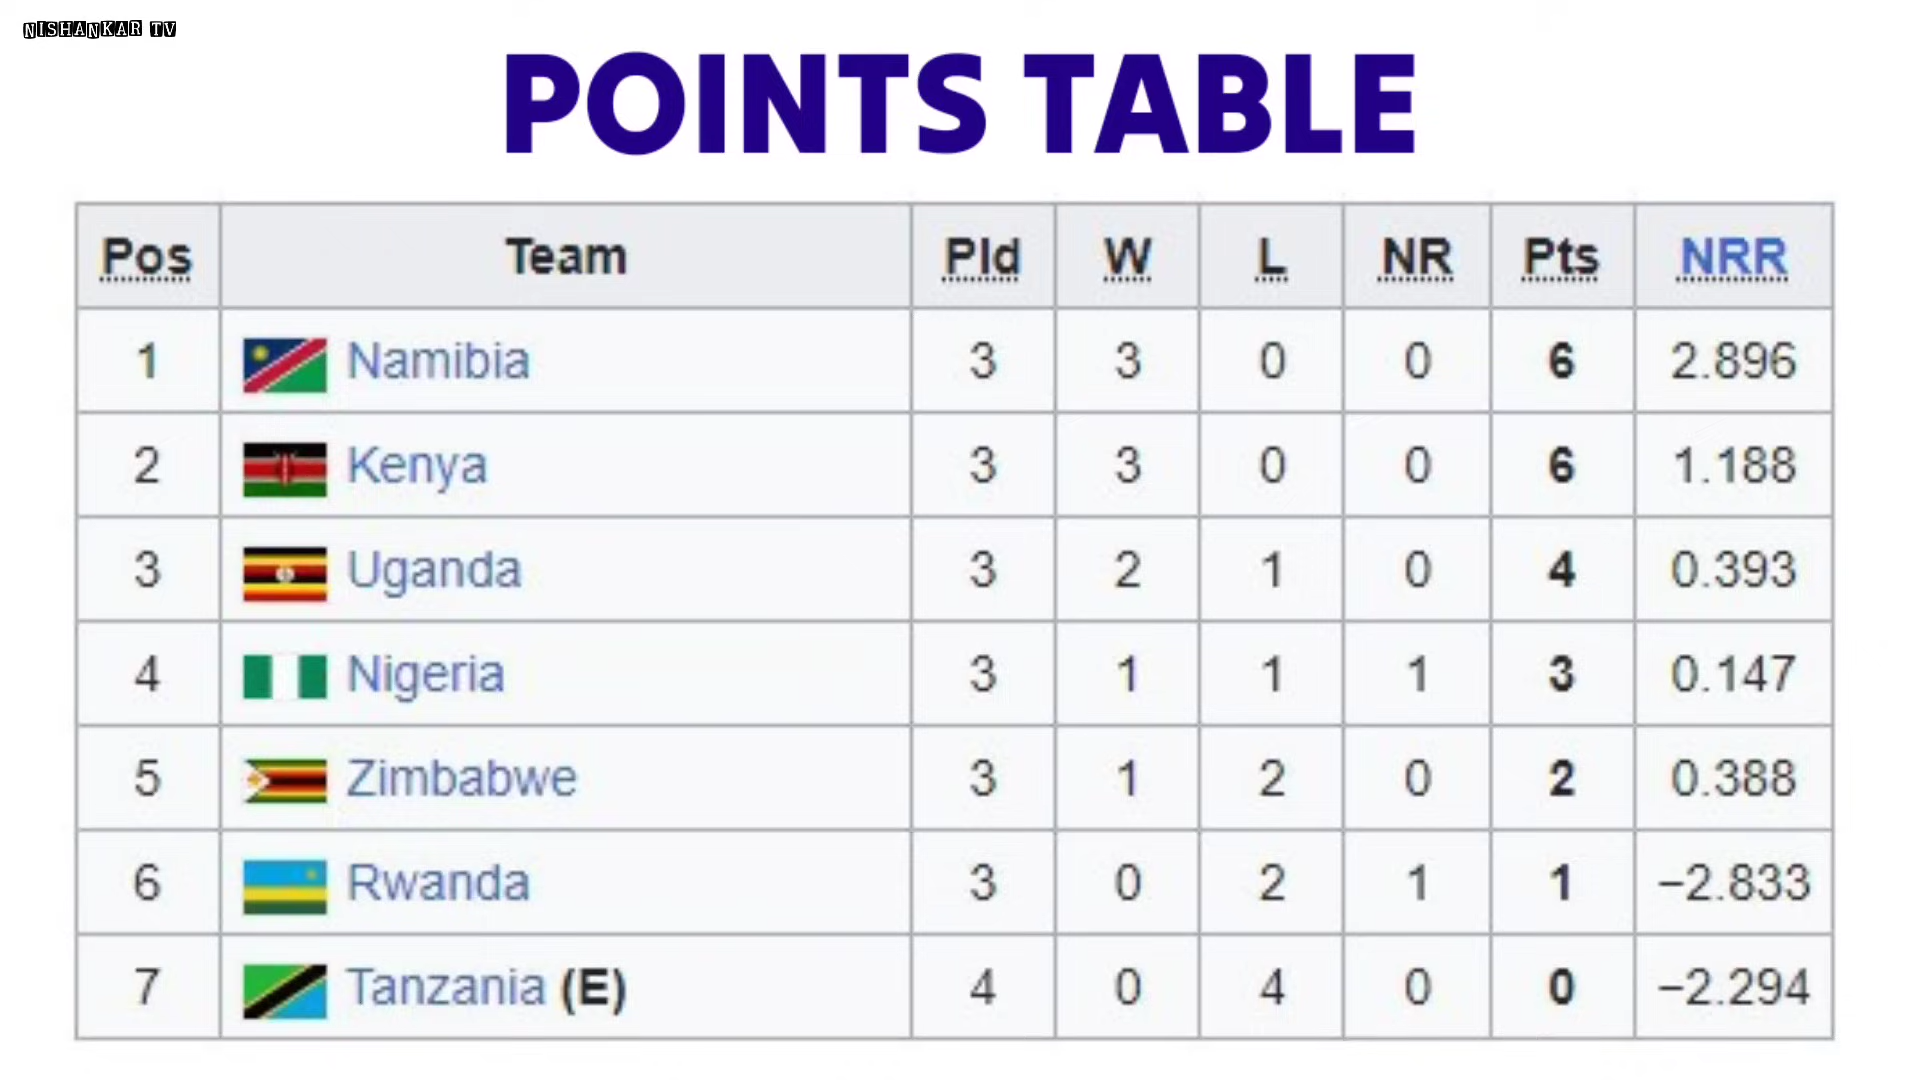 NISHANKAR TV
POINTS TABLE
Pos Team Pld W L NR Pts NRR
1 Namibia 3 3 0 0 6 2.896
2 Kenya 3 3 0 0 6 1.188
3 Uganda 3 2 1 0 4 0.393
4 Nigeria 3 1 1 1 3 0.147
5 Zimbabwe 3 1 2 0 2 0.388
6 Rwanda 3 0 2 1 1 −2.833
7 Tanzania (E) 4 0 4 0 0 −2.294